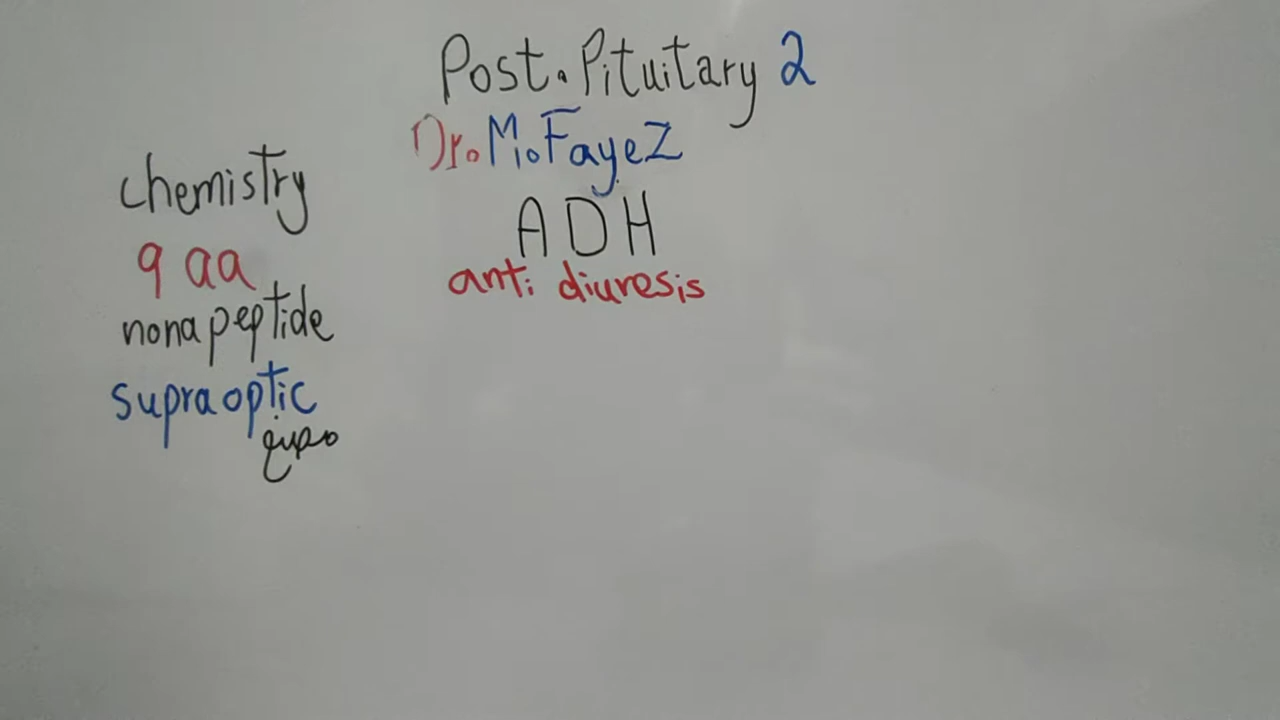 Post. Pituitary 2
Dr. M. Fayez
ADH
anti diuresis
chemistry
9 aa
nonapeptide
supraoptic